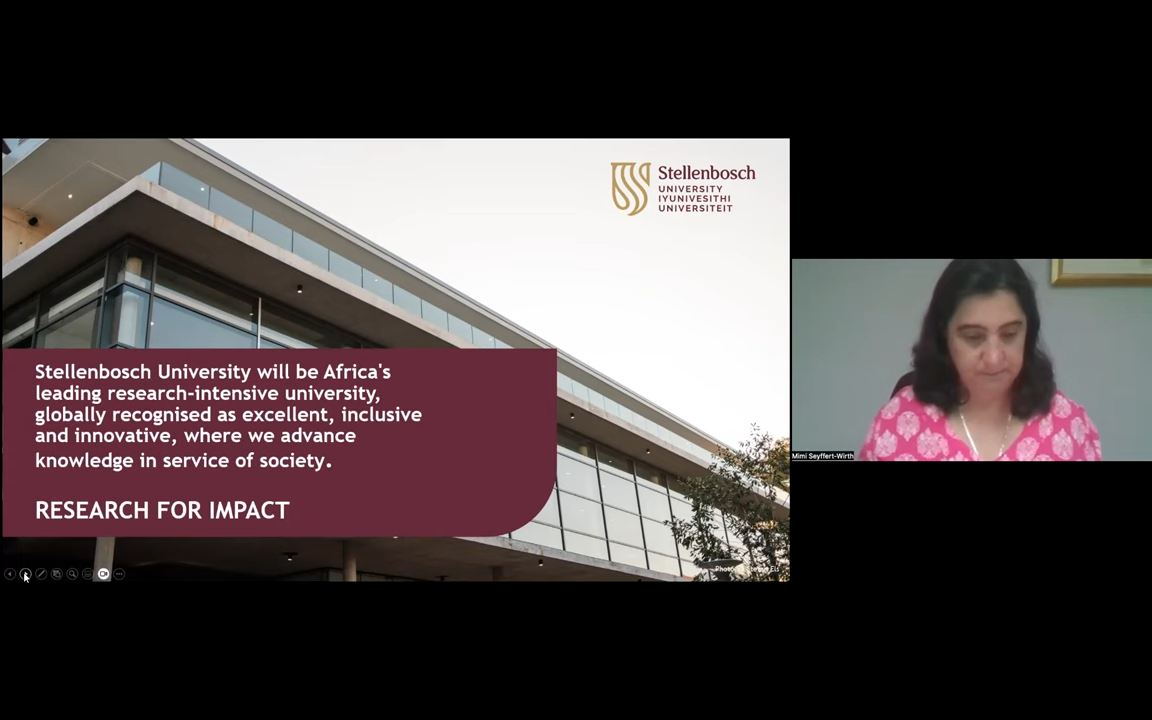 Stellenbosch
UNIVERSITY
IYUNIVESITHI
UNIVERSITEIT
Stellenbosch University will be Africa's
leading research-intensive university,
globally recognised as excellent, inclusive
and innovative, where we advance
knowledge in service of society.
RESEARCH FOR IMPACT
Mimi Seyffert-Wirth